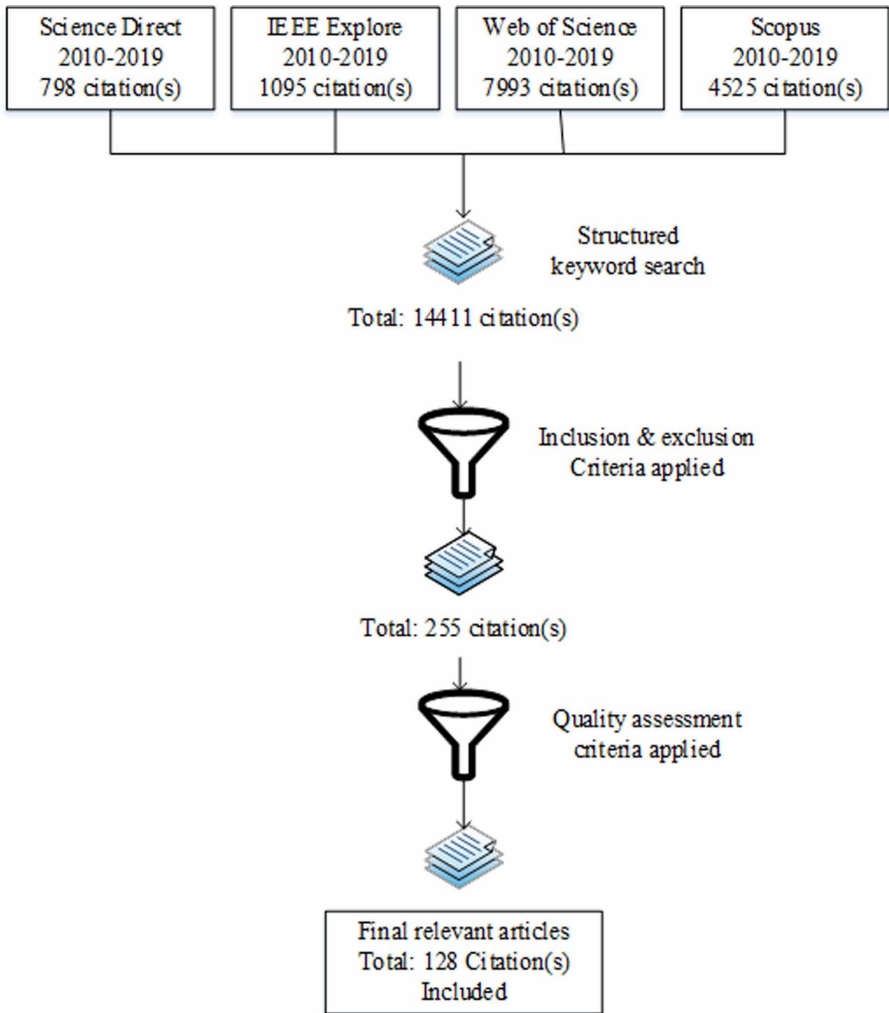 Science Direct
2010-2019
798 citation(s)
IEEE Explore
2010-2019
1095 citation(s)
Web of Science
2010-2019
7993 citation(s)
Scopus
2010-2019
4525 citation(s)
Structured
keyword search
Total: 14411 citation(s)
Inclusion & exclusion
Criteria applied
Total: 255 citation(s)
Quality assessment
criteria applied
Final relevant articles
Total: 128 Citation(s)
Included